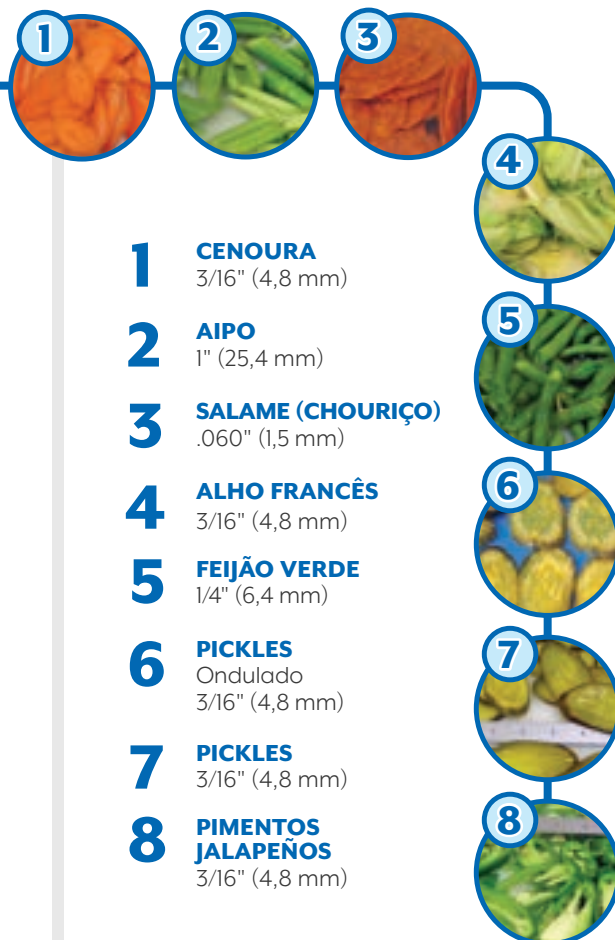 1
2
3
4
5
6
7
8
1 CENOURA
3/16" (4,8 mm)
2 AIPO
1" (25,4 mm)
3 SALAME (CHOURIÇO)
.060" (1,5 mm)
4 ALHO FRANCÊS
3/16" (4,8 mm)
5 FEIJÃO VERDE
1/4" (6,4 mm)
6 PICKLES
Ondulado
3/16" (4,8 mm)
7 PICKLES
3/16" (4,8 mm)
8 PIMENTOS
JALAPEÑOS
3/16" (4,8 mm)